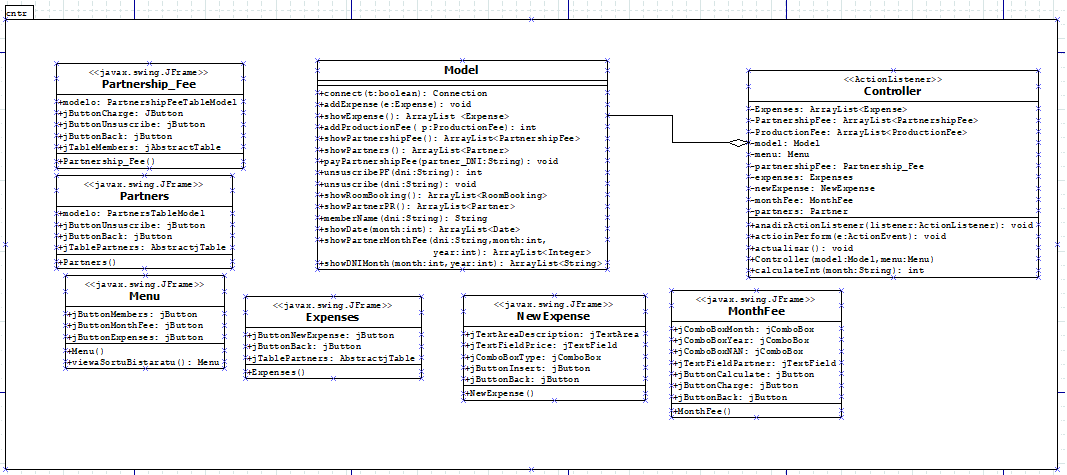 cntr
<<javax.swing.JFrame>>
Partnership_Fee
+modelo: PartnershipFeeTableModel
+jButtonCharge: JButton
+jButtonUnsuscribe: jButton
+jButtonBack: jButton
+jTableMembers: jAbstractTable
+Partnership_Fee()
<<javax.swing.JFrame>>
Partners
+modelo: PartnersTableModel
+jButtonUnsuscribe: jButton
+jButtonBack: jButton
+jTablePartners: AbstractjTable
+Partners()
<<javax.swing.JFrame>>
Menu
+jButtonMembers: jButton
+jButtonMonthFee: jButton
+jButtonExpenses: jButton
+Menu()
+viewaSortuBistaratu(): Menu
<<javax.swing.JFrame>>
Expenses
+jButtonNewExpense: jButton
+jButtonBack: jButton
+jTablePartners: AbstractjTable
+Expenses()
Model
+connect(t:boolean): Connection
+addExpense(e:Expense): void
+showExpense(): ArrayList <Expense>
+addProductionFee( p:ProductionFee): int
+showPartnershipFee(): ArrayList<PartnershipFee>
+showPartners(): ArrayList<Partner>
+payPartnershipFee(partner_DNI:String): void
+unsuscribePF(dni:String): int
+unsuscribe(dni:String): void
+showRoomBooking(): ArrayList<RoomBooking>
+showPartnerPR(): ArrayList<Partner>
+memberName(dni:String): String
+showDate(month:int): ArrayList<Date>
+showPartnerMonthFee(dni:String,month:int,
year:int): ArrayList<Integer>
+showDNIMonth(month:int,year:int): ArrayList<String>
<<javax.swing.JFrame>>
NewExpense
+jTextAreaDescription: jTextArea
+jTextFieldPrice: jTextField
+jComboBoxType: jComboBox
+jButtonInsert: jButton
+jButtonBack: jButton
+NewExpense()
<<ActionListener>>
Controller
-Expenses: ArrayList<Expense>
-PartnershipFee: ArrayList<PartnershipFee>
-ProductionFee: ArrayList<ProductionFee>
-model: Model
-menu: Menu
-partnershipFee: Partnership_Fee
-expenses: Expenses
-newExpense: NewExpense
-monthFee: MonthFee
-partners: Partner
+anadirActionListener(listener:ActionListener): void
+actioinPerform(e:ActionEvent): void
+actualisar(): void
+Controller(model:Model,menu:Menu)
+calculateInt(month:String): int
<<javax.swing.JFrame>>
MonthFee
+jComboBoxMonth: jComboBox
+jComboBoxYear: jComboBox
+jComboBoxNAN: jComboBox
+jTextFieldPartner: jTextField
+jButtonCalculate: jButton
+jButtonCharge: jButton
+jButtonBack: jButton
+MonthFee()